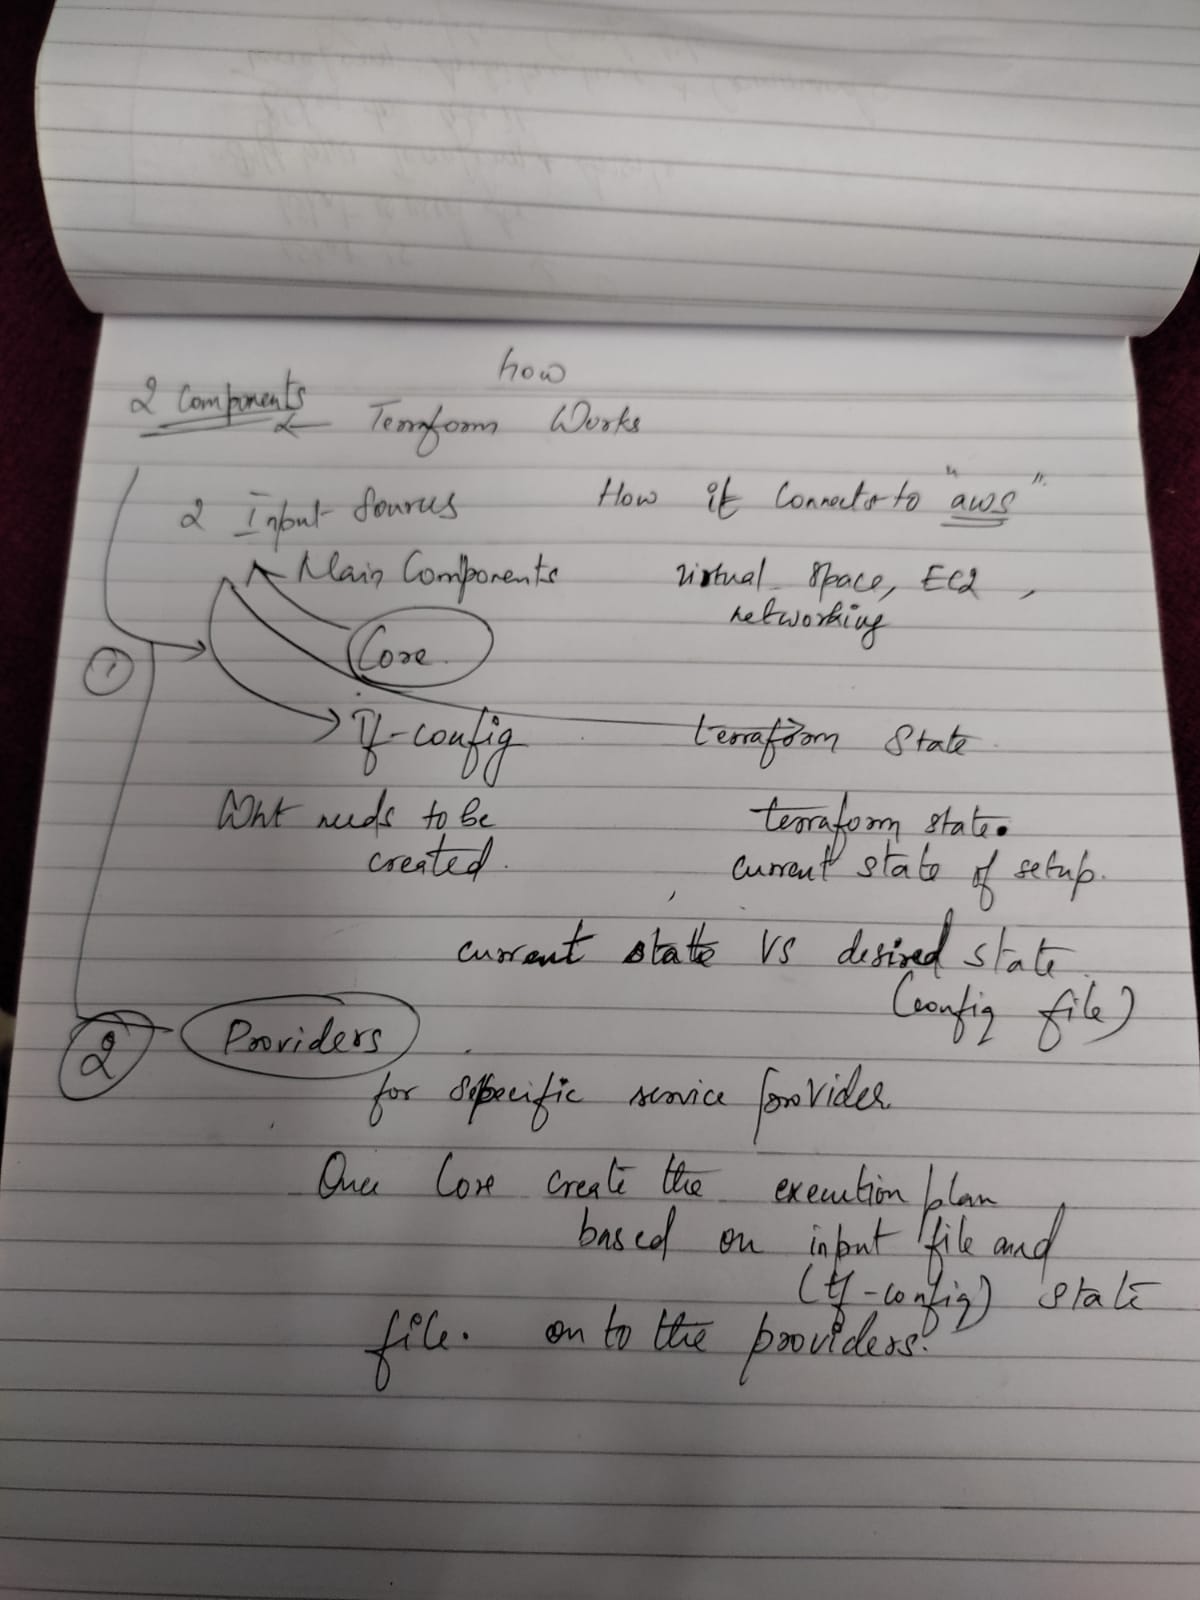 how
2 Components ← Terraform Works
2 Input Sources How it Connects to "aws".
Main Components virtual space, EC2,
networking
1 Core
tf-config terraform state
Wht needs to be terraform state.
created. current state of setup.
current state VS desired state
(config file)
2 Providers
for specific service provider
Once Core create the execution plan
based on input file and
(tf-config) state
file. on to the providers.